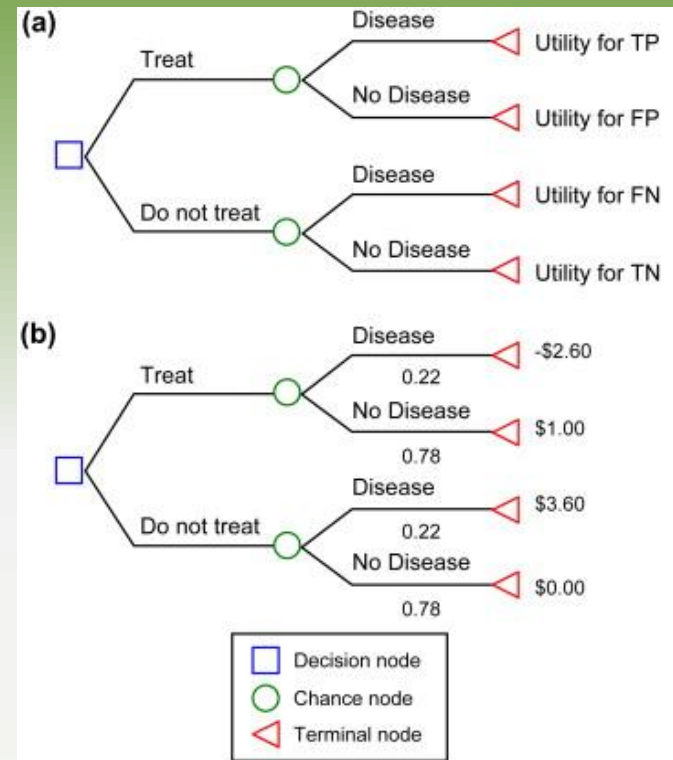 (a)
Disease
Treat
Utility for TP
No Disease
Utility for FP
Disease
Do not treat
Utility for FN
No Disease
Utility for TN
(b)
Disease
Treat
-$2.60
0.22
No Disease
$1.00
0.78
Disease
Do not treat
$3.60
0.22
No Disease
$0.00
0.78
Decision node
Chance node
Terminal node